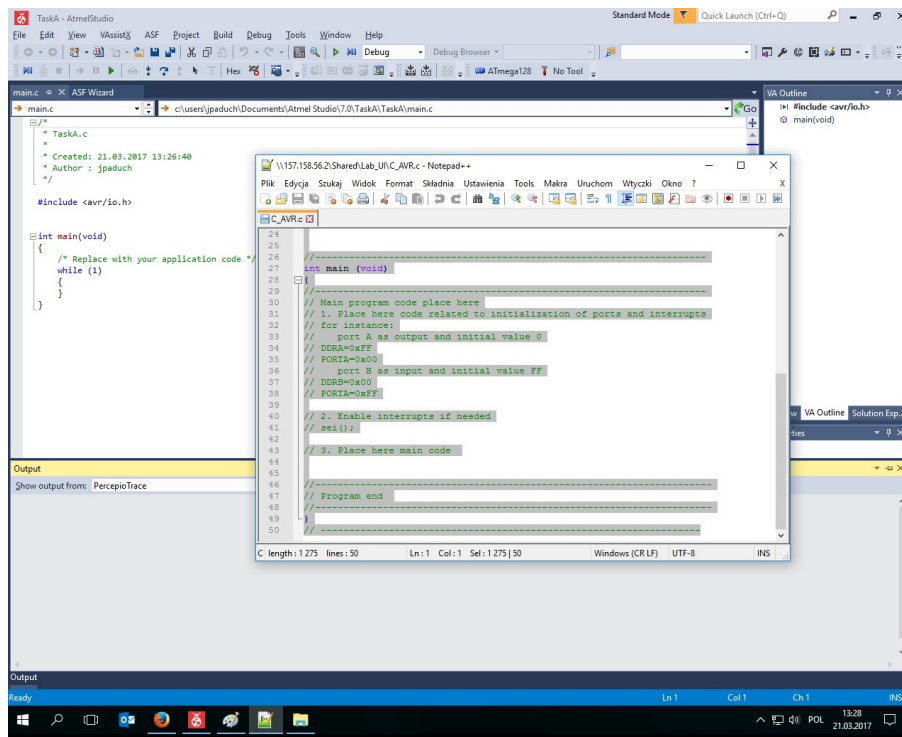 TaskA - AtmelStudio
Standard Mode
Quick Launch (Ctrl+Q)
File Edit View VAssistX ASF Project Build Debug Tools Window Help
Debug
Debug Browser
Hex
ATmega128
No Tool
main.c
ASF Wizard
VA Outline
main.c
c:\users\jpaduch\Documents\Atmel Studio\7.0\TaskA\TaskA\main.c
Go
#include <avr/io.h>
main(void)
/*
* TaskA.c
*
* Created: 21.03.2017 13:26:40
* Author : jpaduch
*/
#include <avr/io.h>
int main(void)
{
/* Replace with your application code */
while (1)
{
}
}
\\157.158.56.2\Shared\Lab_UI\C_AVR.c - Notepad++
Plik Edycja Szukaj Widok Format Składnia Ustawienia Tools Makra Uruchom Wtyczki Okno ? X
C_AVR.c
24
25
26 //----------------------------------------------------------------------
27 int main (void)
28 {
29 //----------------------------------------------------------------------
30 // Main program code place here
31 // 1. Place here code related to initialization of ports and interrupts
32 // for instance:
33 // port A as output and initial value 0
34 // DDRA=0xFF
35 // PORTA=0x00
36 // port B as input and initial value FF
37 // DDRB=0x00
38 // PORTA=0xFF
39
40 // 2. Enable interrupts if needed
41 // sei();
42
43 // 3. Place here main code
44
45
46 //-----------------------------------------------------------------------
47 // Program end
48 //-----------------------------------------------------------------------
49 }
50 // --------------------------------------------------------------------
C length : 1 275 lines : 50 Ln : 1 Col : 1 Sel : 1 275 | 50 Windows (CR LF) UTF-8 INS
w VA Outline Solution Exp...
rties
Output
Show output from: PercepioTrace
Output
Ready
Ln 1 Col 1 Ch 1 INS
POL
13:28
21.03.2017